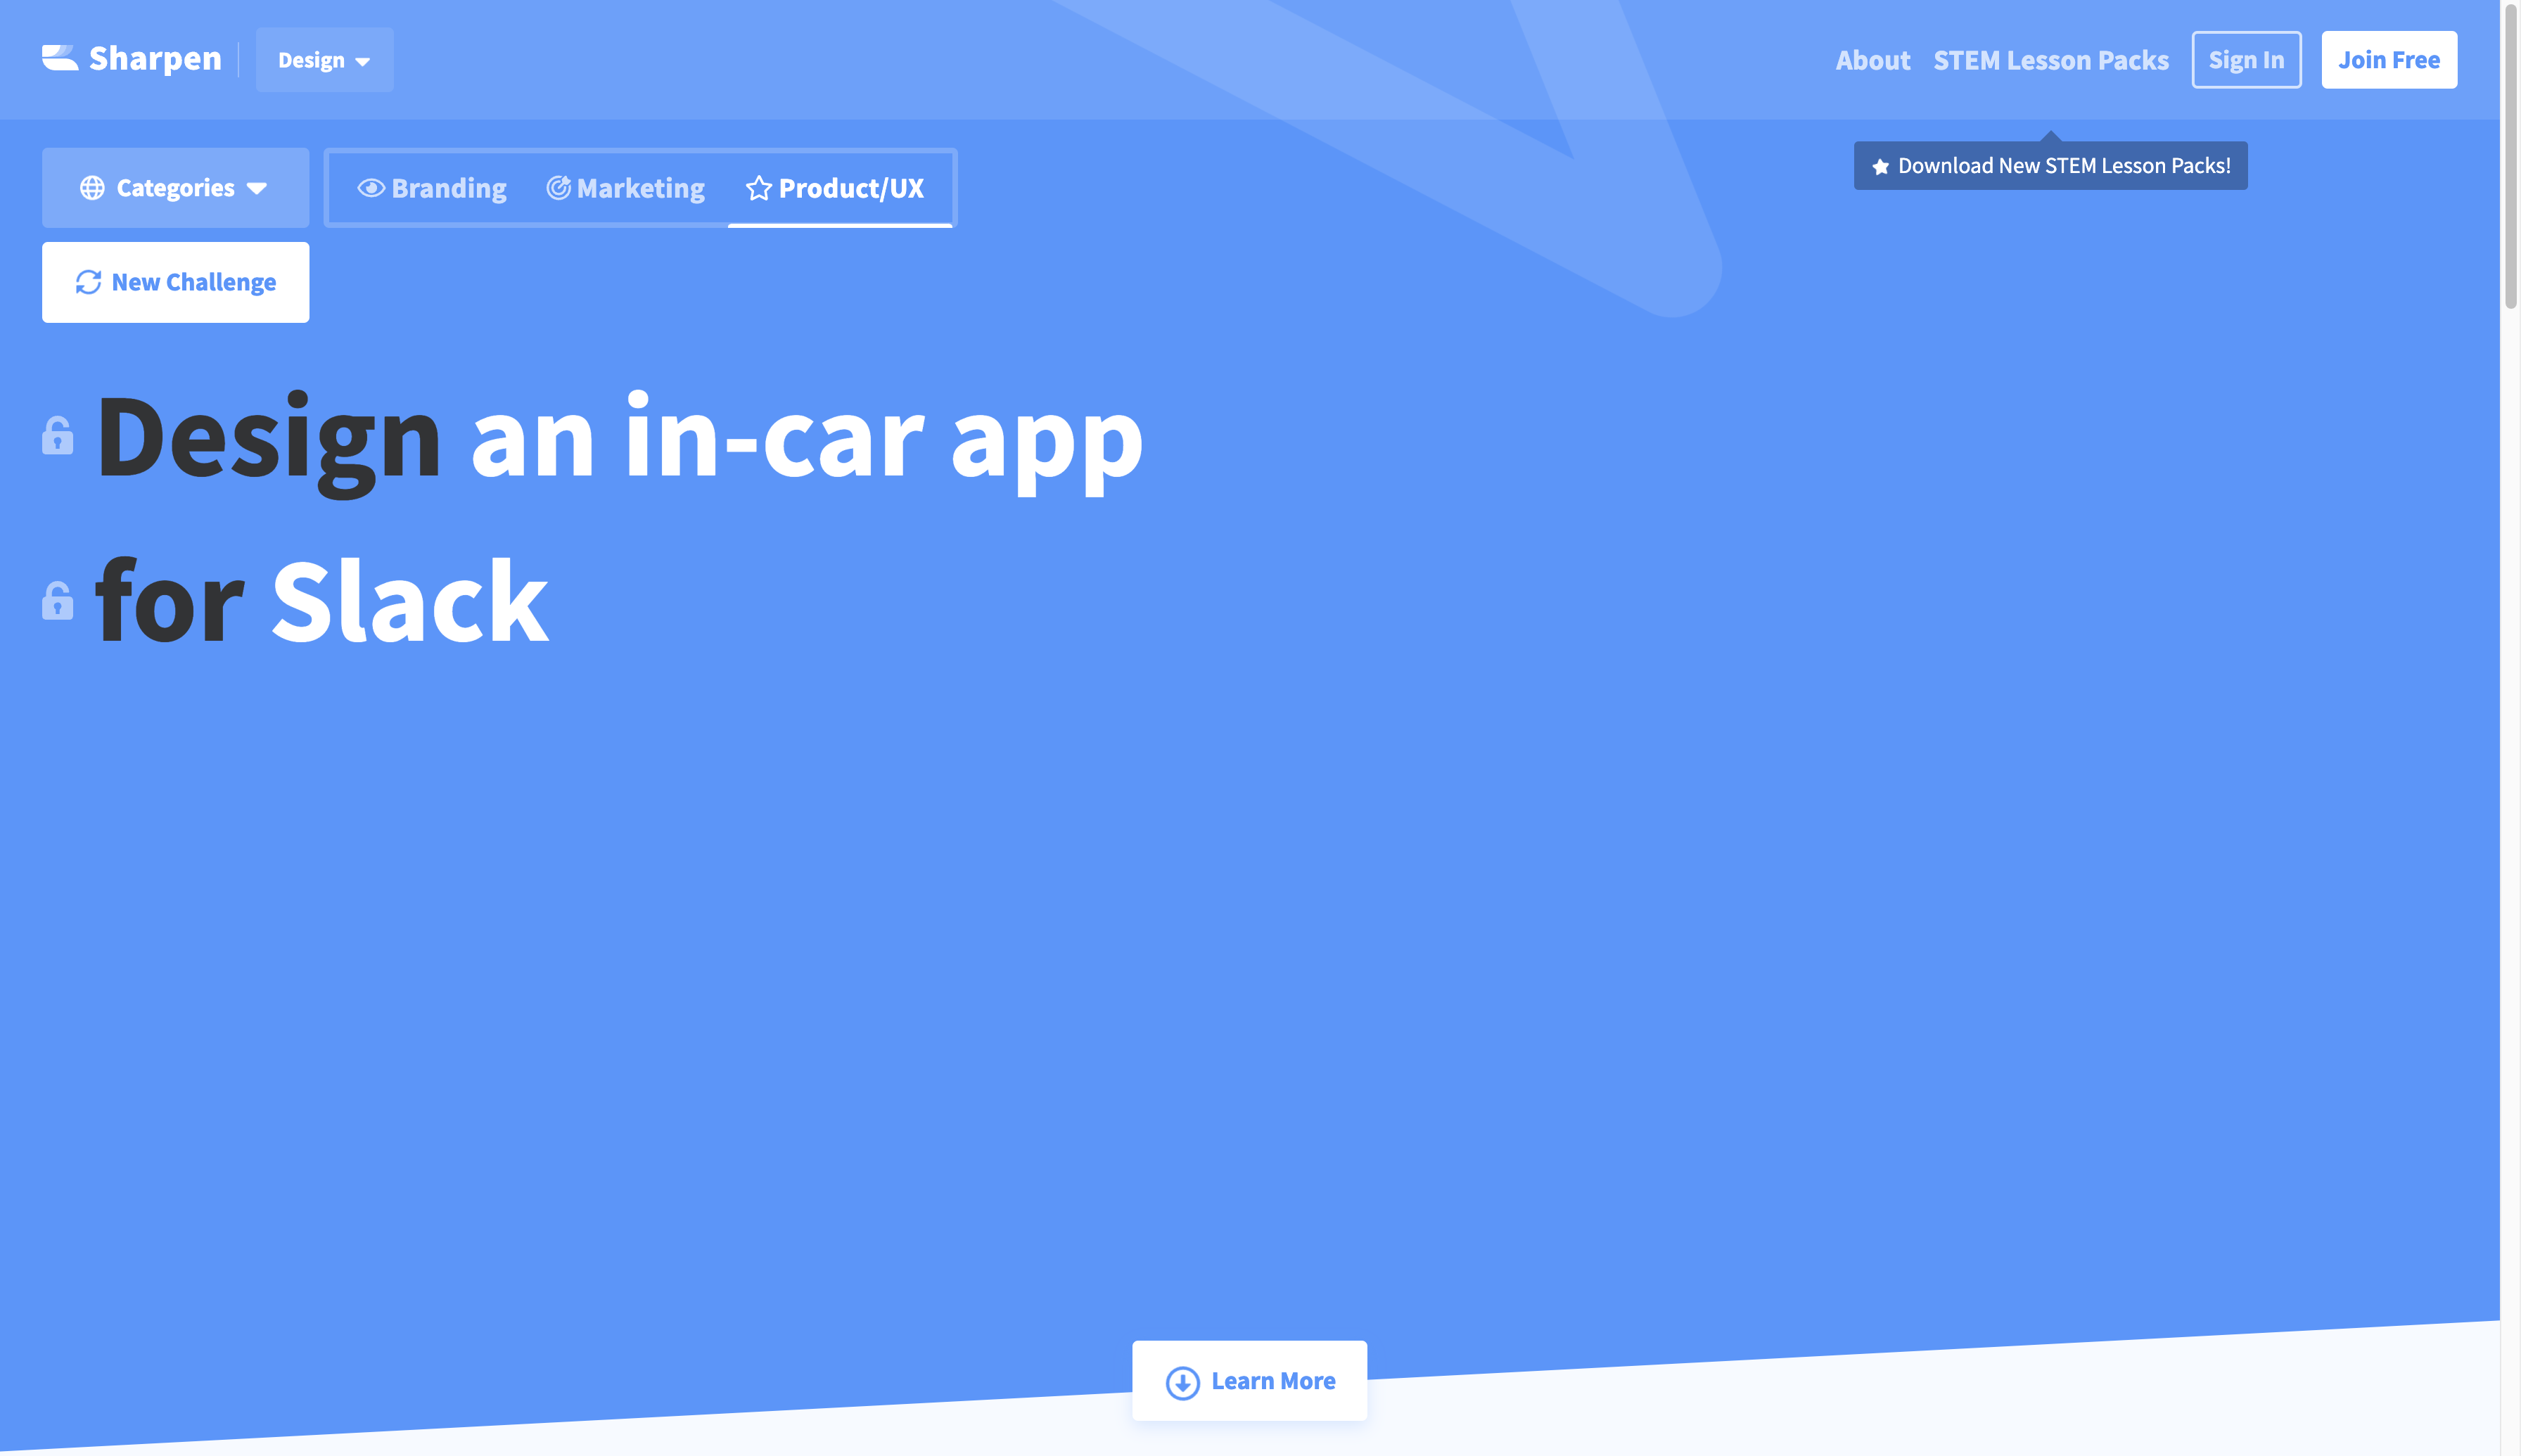 Sharpen
Design
About
STEM Lesson Packs
Sign In
Join Free
Download New STEM Lesson Packs!
Categories
Branding
Marketing
Product/UX
New Challenge
Design an in-car app
for Slack
Learn More